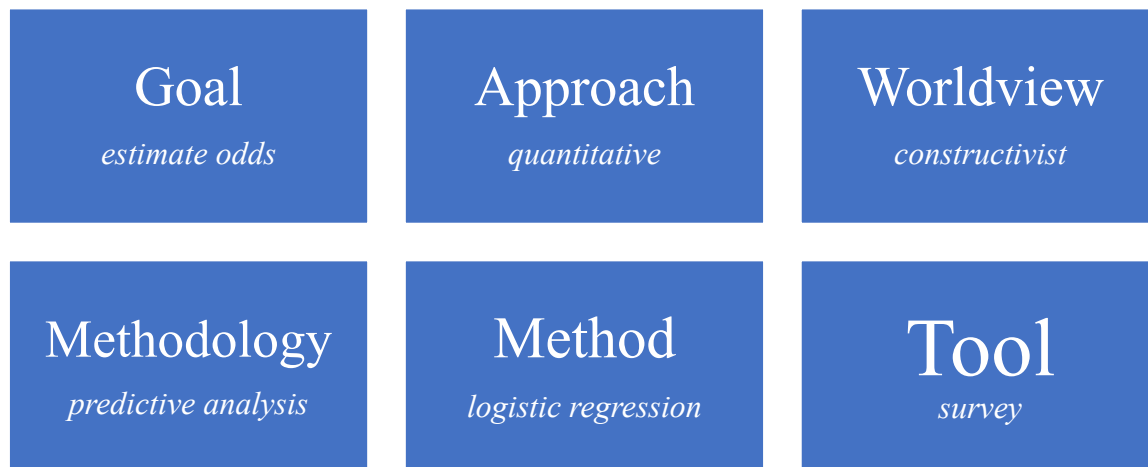 Goal
estimate odds
Approach
quantitative
Worldview
constructivist
Methodology
predictive analysis
Method
logistic regression
Tool
survey